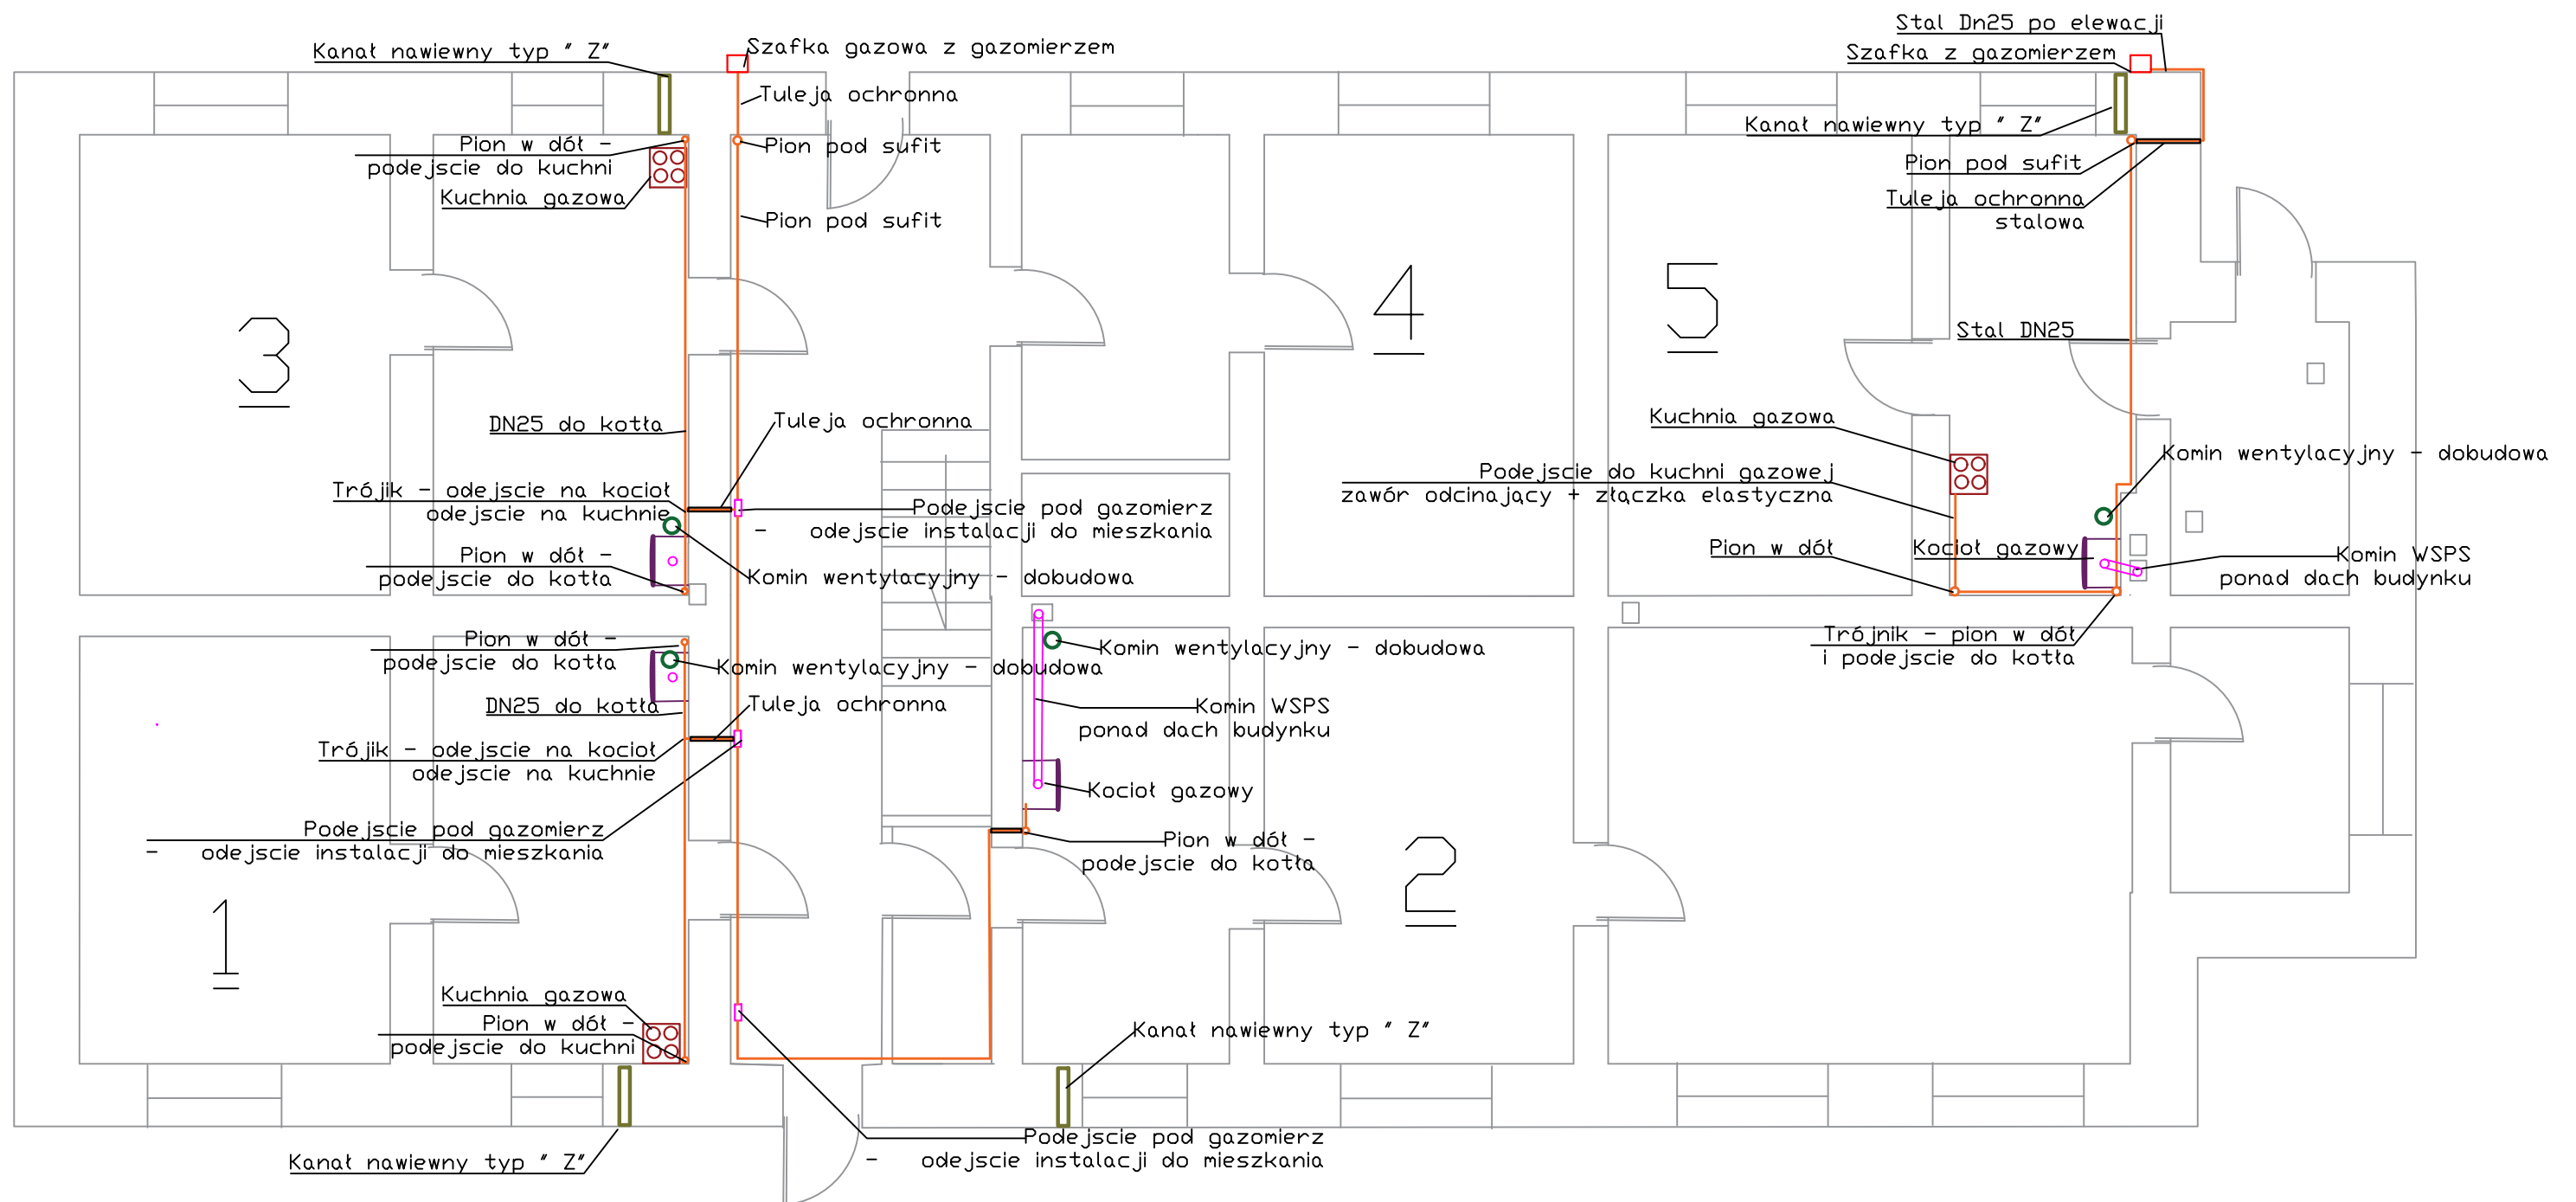 Stal Dn25 po elewacji
Kanał nawiewny typ " Z"
Szafka gazowa z gazomierzem
Szafka z gazomierzem
Tuleja ochronna
Kanał nawiewny typ " Z"
Pion w dół -
podejscie do kuchni
Pion pod sufit
Pion pod sufit
Kuchnia gazowa
Tuleja ochronna
stalowa
Pion pod sufit
3
4
5
Stal DN25
DN25 do kotła
Tuleja ochronna
Kuchnia gazowa
Komin wentylacyjny - dobudowa
Podejscie do kuchni gazowej
zawór odcinający + złączka elastyczna
Trójik - odejscie na kocioł
odejscie na kuchnie
Podejscie pod gazomierz
- odejscie instalacji do mieszkania
Pion w dół -
podejscie do kotła
Komin wentylacyjny - dobudowa
Pion w dół
Kocioł gazowy
Komin WSPS
ponad dach budynku
Pion w dół -
podejscie do kotła
Komin wentylacyjny - dobudowa
Komin wentylacyjny - dobudowa
Trójnik - pion w dół
i podejscie do kotła
DN25 do kotła
Tuleja ochronna
Komin WSPS
ponad dach budynku
Trójik - odejscie na kocioł
odejscie na kuchnie
Kocioł gazowy
Podejscie pod gazomierz
- odejscie instalacji do mieszkania
Pion w dół -
podejscie do kotła
1
2
Kuchnia gazowa
Pion w dół -
podejscie do kuchni
Kanał nawiewny typ " Z"
Kanał nawiewny typ " Z"
Podejscie pod gazomierz
- odejscie instalacji do mieszkania